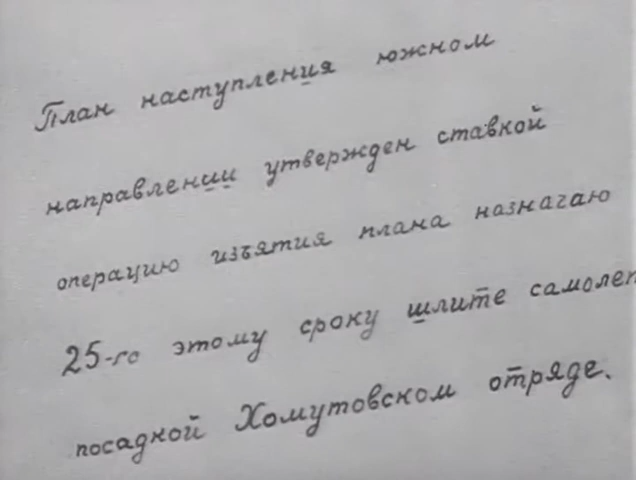 План наступления южном
направлении утвержден ставкой
операцию изъятия плана назначаю
25-го этому сроку шлите самолет
посадкой Хомутовском отряде.